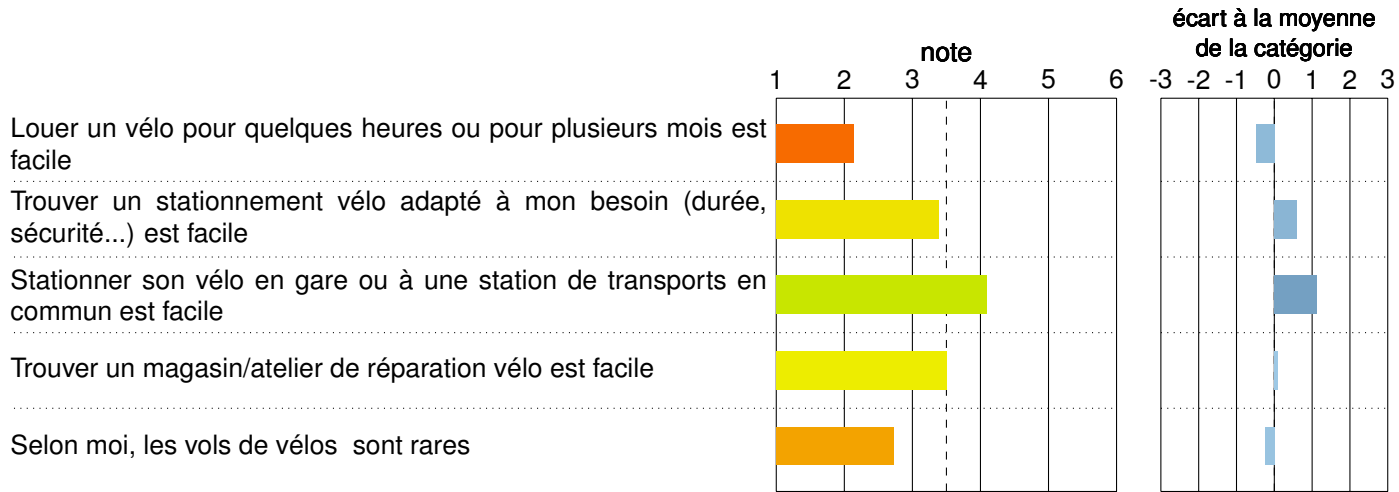 écart à la moyenne
de la catégorie
note
1 2 3 4 5 6
-3 -2 -1 0 1 2 3
Louer un vélo pour quelques heures ou pour plusieurs mois est
facile
Trouver un stationnement vélo adapté à mon besoin (durée,
sécurité...) est facile
Stationner son vélo en gare ou à une station de transports en
commun est facile
Trouver un magasin/atelier de réparation vélo est facile
Selon moi, les vols de vélos sont rares